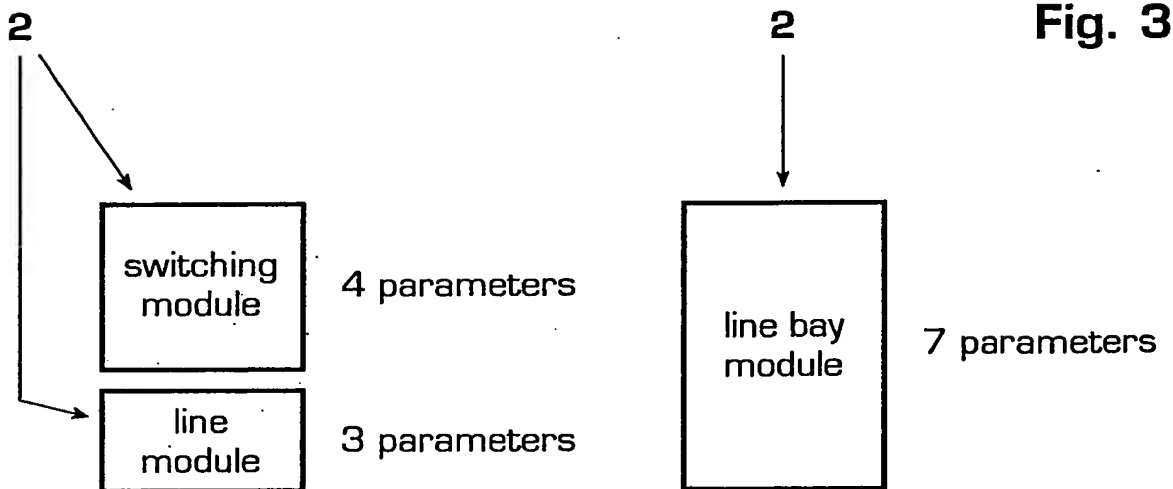 2
2
Fig. 3
switching
module
4 parameters
line
module
3 parameters
line bay
module
7 parameters